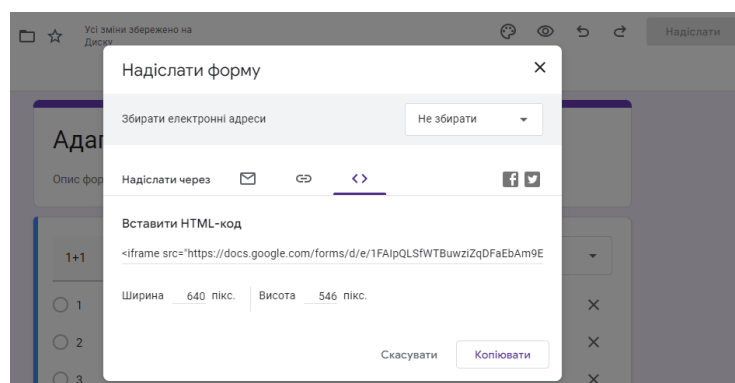 Усі зміни збережено на
Диску
Надіслати
Надіслати форму
Збирати електронні адреси
Не збирати
Адап
Опис фор
Надіслати через
Вставити HTML-код
<iframe src="https://docs.google.com/forms/d/e/1FAIpQLSfWTBuwziZqDFaEbAm9E
1+1
Ширина 640 пікс. Висота 546 пікс.
1
2
Скасувати Копіювати
3